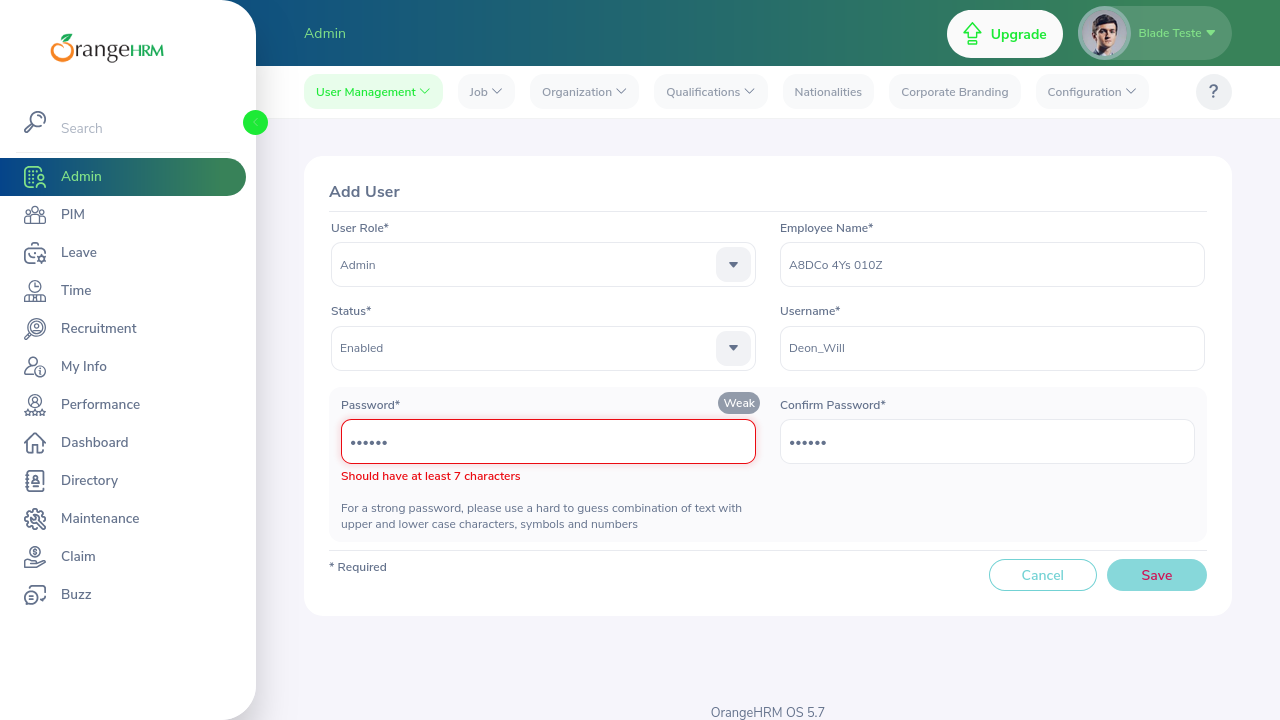 OrangeHRM
Admin
Upgrade
Blade Teste
User Management
Job
Organization
Qualifications
Nationalities
Corporate Branding
Configuration
?
Search
Admin
PIM
Leave
Time
Recruitment
My Info
Performance
Dashboard
Directory
Maintenance
Claim
Buzz
Add User
User Role*
Employee Name*
Admin
A8DCo 4Ys 010Z
Status*
Username*
Enabled
Deon_Will
Password*
Weak
Confirm Password*
••••••
••••••
Should have at least 7 characters
For a strong password, please use a hard to guess combination of text with
upper and lower case characters, symbols and numbers
* Required
Cancel
Save
OrangeHRM OS 5.7